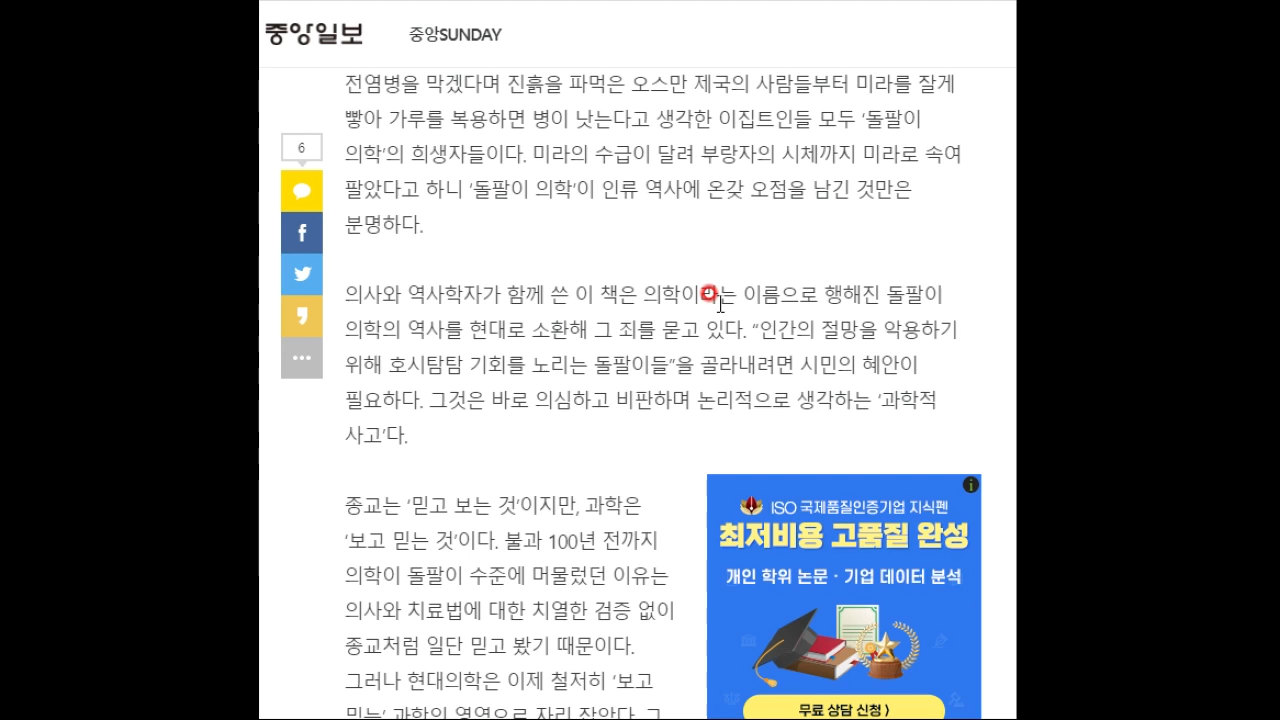 중앙일보
중앙SUNDAY
전염병을 막겠다며 진흙을 파먹은 오스만 제국의 사람들부터 미라를 잘게
빻아 가루를 복용하면 병이 낫는다고 생각한 이집트인들 모두 ‘돌팔이
의학’의 희생자들이다. 미라의 수급이 달려 부랑자의 시체까지 미라로 속여
팔았다고 하니 ‘돌팔이 의학’이 인류 역사에 온갖 오점을 남긴 것만은
분명하다.
6
의사와 역사학자가 함께 쓴 이 책은 의학이라는 이름으로 행해진 돌팔이
의학의 역사를 현대로 소환해 그 죄를 묻고 있다. “인간의 절망을 악용하기
위해 호시탐탐 기회를 노리는 돌팔이들”을 골라내려면 시민의 혜안이
필요하다. 그것은 바로 의심하고 비판하며 논리적으로 생각하는 ‘과학적
사고’다.
종교는 ‘믿고 보는 것’이지만, 과학은
‘보고 믿는 것’이다. 불과 100년 전까지
의학이 돌팔이 수준에 머물렀던 이유는
의사와 치료법에 대한 치열한 검증 없이
종교처럼 일단 믿고 봤기 때문이다.
그러나 현대의학은 이제 철저히 ‘보고
믿는’ 과학의 영역으로 자리 잡았다. 그
ISO 국제품질인증기업 지식펜
최저비용 고품질 완성
개인 학위 논문 · 기업 데이터 분석
무료 상담 신청 〉